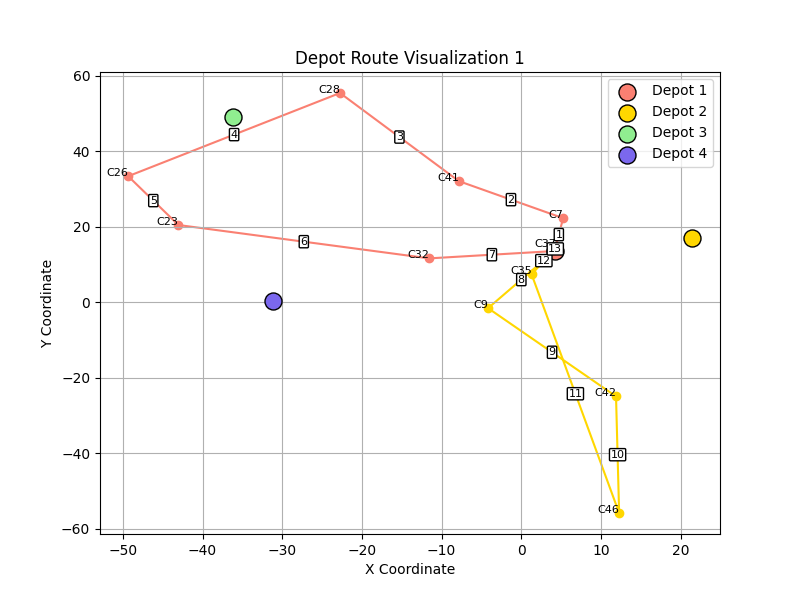 Depot Route Visualization 1
60
40
20
0
−20
−40
−60
−50
−40
−30
−20
−10
0
10
20
X Coordinate
Y Coordinate
Depot 1
Depot 2
Depot 3
Depot 4
C28
C26
C23
C41
C7
C32
C35
C9
C42
C46
1
2
3
4
5
6
7
8
9
10
11
12
13